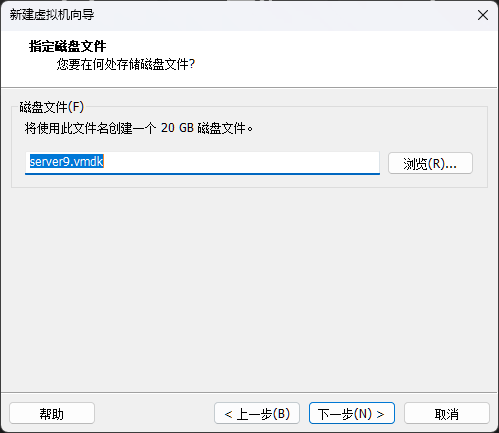 新建虚拟机向导
指定磁盘文件
您要在何处存储磁盘文件?
磁盘文件(F)
将使用此文件名创建一个 20 GB 磁盘文件。
server9.vmdk
浏览(R)...
帮助
< 上一步(B)
下一步(N) >
取消